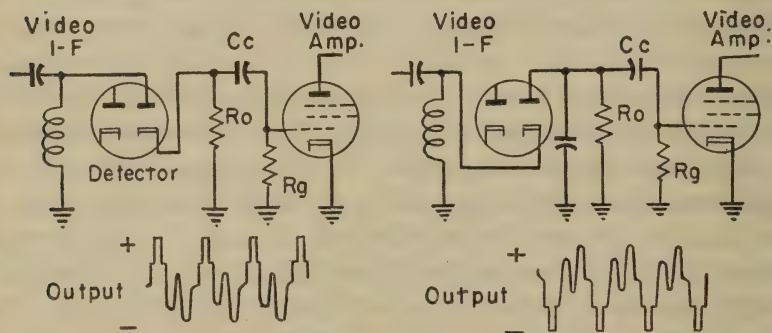 Video
I-F
Cc
Video
Amp.
Ro
Rg
Detector
+
Output
−
Video
I-F
Cc
Video
Amp.
Ro
Rg
+
Output
−